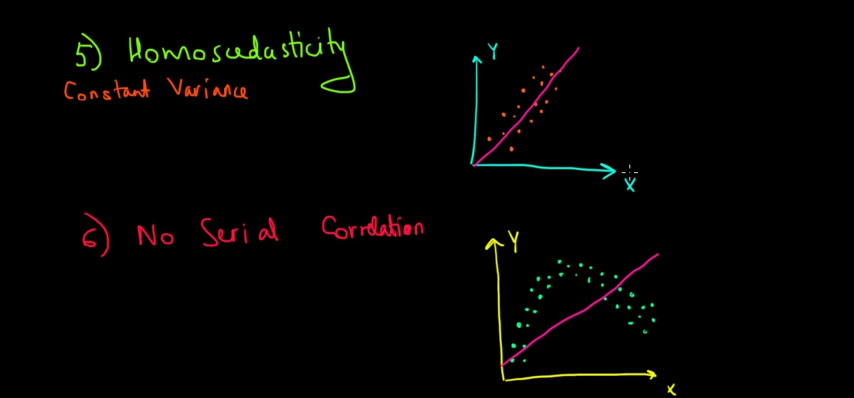 5) Homoscedasticity
Constant Variance
Y
X
6) No Serial Correlation
Y
X